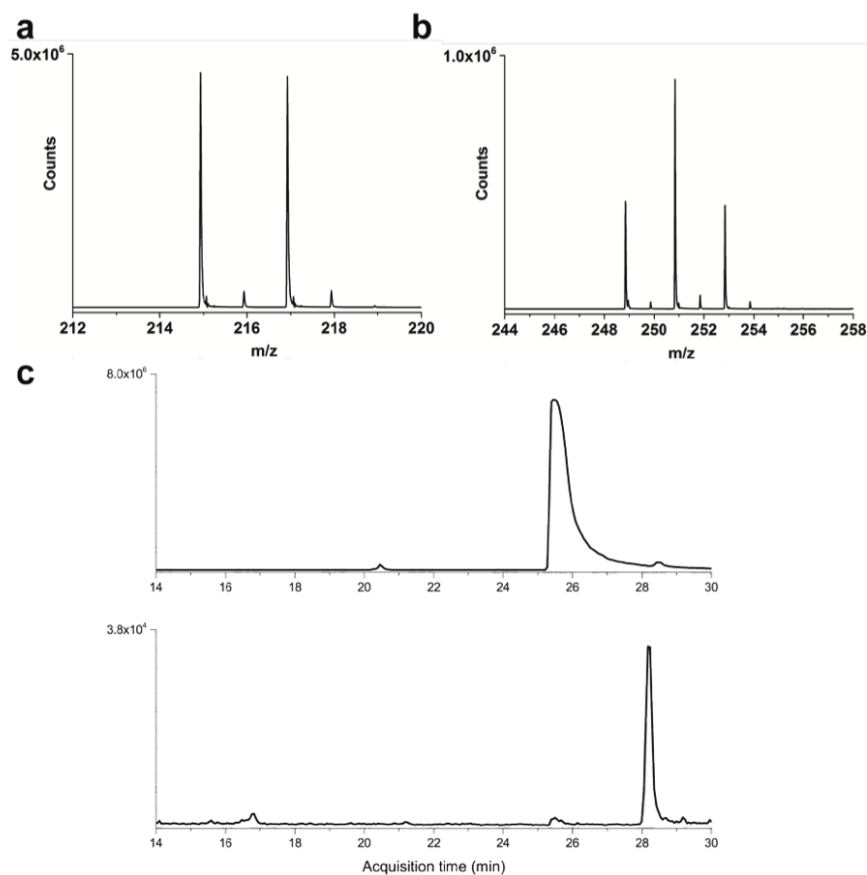 a
5.0x10⁶
Counts
212 214 216 218 220
m/z
b
1.0x10⁶
Counts
244 246 248 250 252 254 256 258
m/z
c
8.0x10⁶
14 16 18 20 22 24 26 28 30
3.8x10⁴
14 16 18 20 22 24 26 28 30
Acquisition time (min)